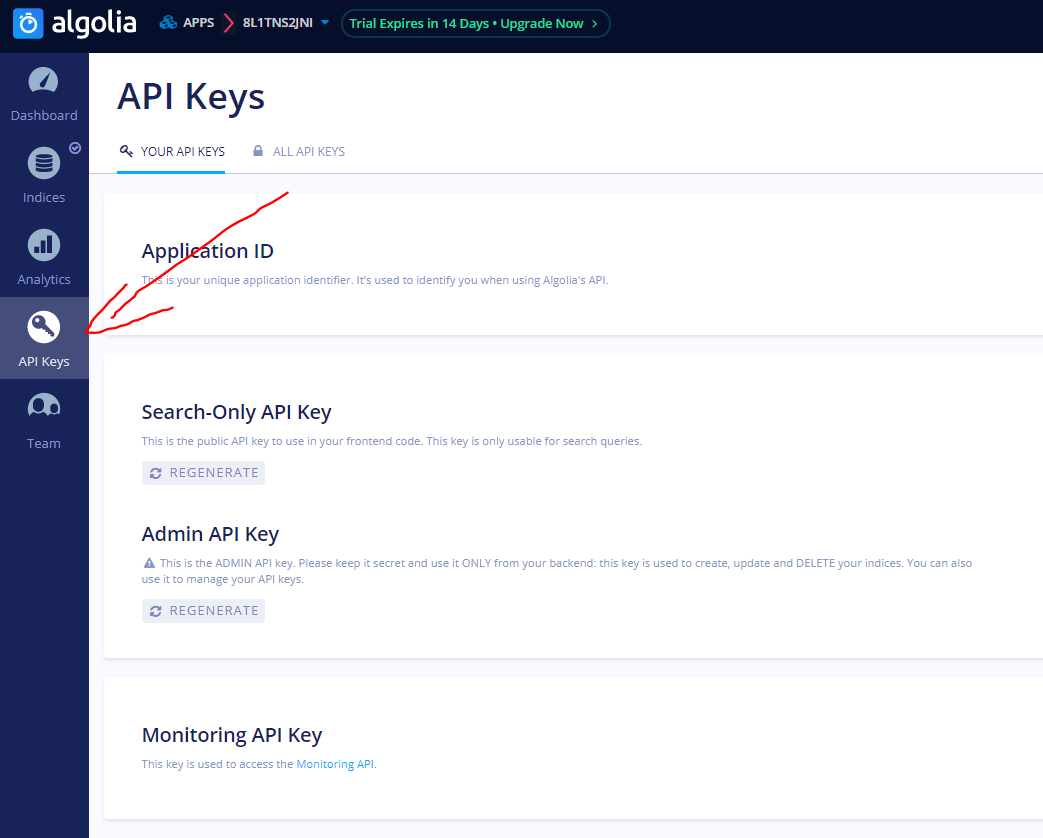 algolia APPS 8L1TNS2JNI Trial Expires in 14 Days • Upgrade Now
Dashboard
Indices
Analytics
API Keys
Team
API Keys
YOUR API KEYS ALL API KEYS
Application ID
This is your unique application identifier. It's used to identify you when using Algolia's API.
Search-Only API Key
This is the public API key to use in your frontend code. This key is only usable for search queries.
REGENERATE
Admin API Key
This is the ADMIN API key. Please keep it secret and use it ONLY from your backend: this key is used to create, update and DELETE your indices. You can also
use it to manage your API keys.
REGENERATE
Monitoring API Key
This key is used to access the Monitoring API.